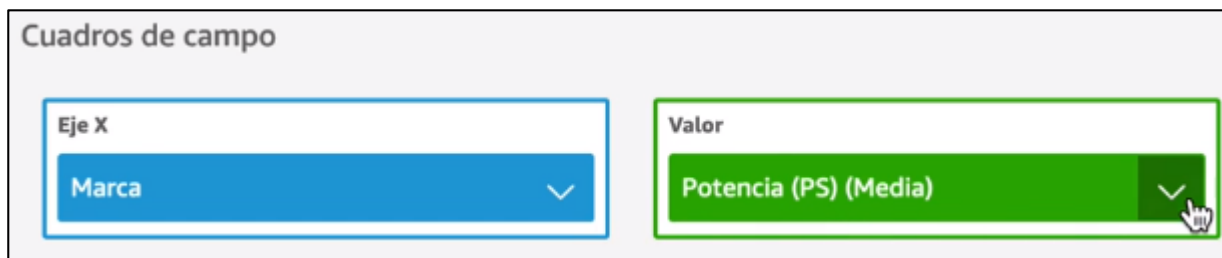 Cuadros de campo
Eje X
Marca
Valor
Potencia (PS) (Media)